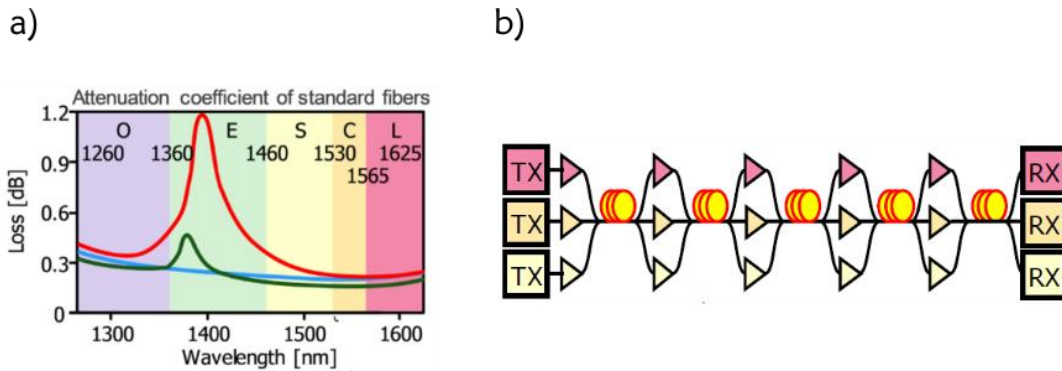 a)
Attenuation coefficient of standard fibers
1.2
0.9
0.6
0.3
0
Loss [dB]
O E S C L
1260 1360 1460 1530 1625
1565
1300 1400 1500 1600
Wavelength [nm]
b)
TX RX
TX RX
TX RX